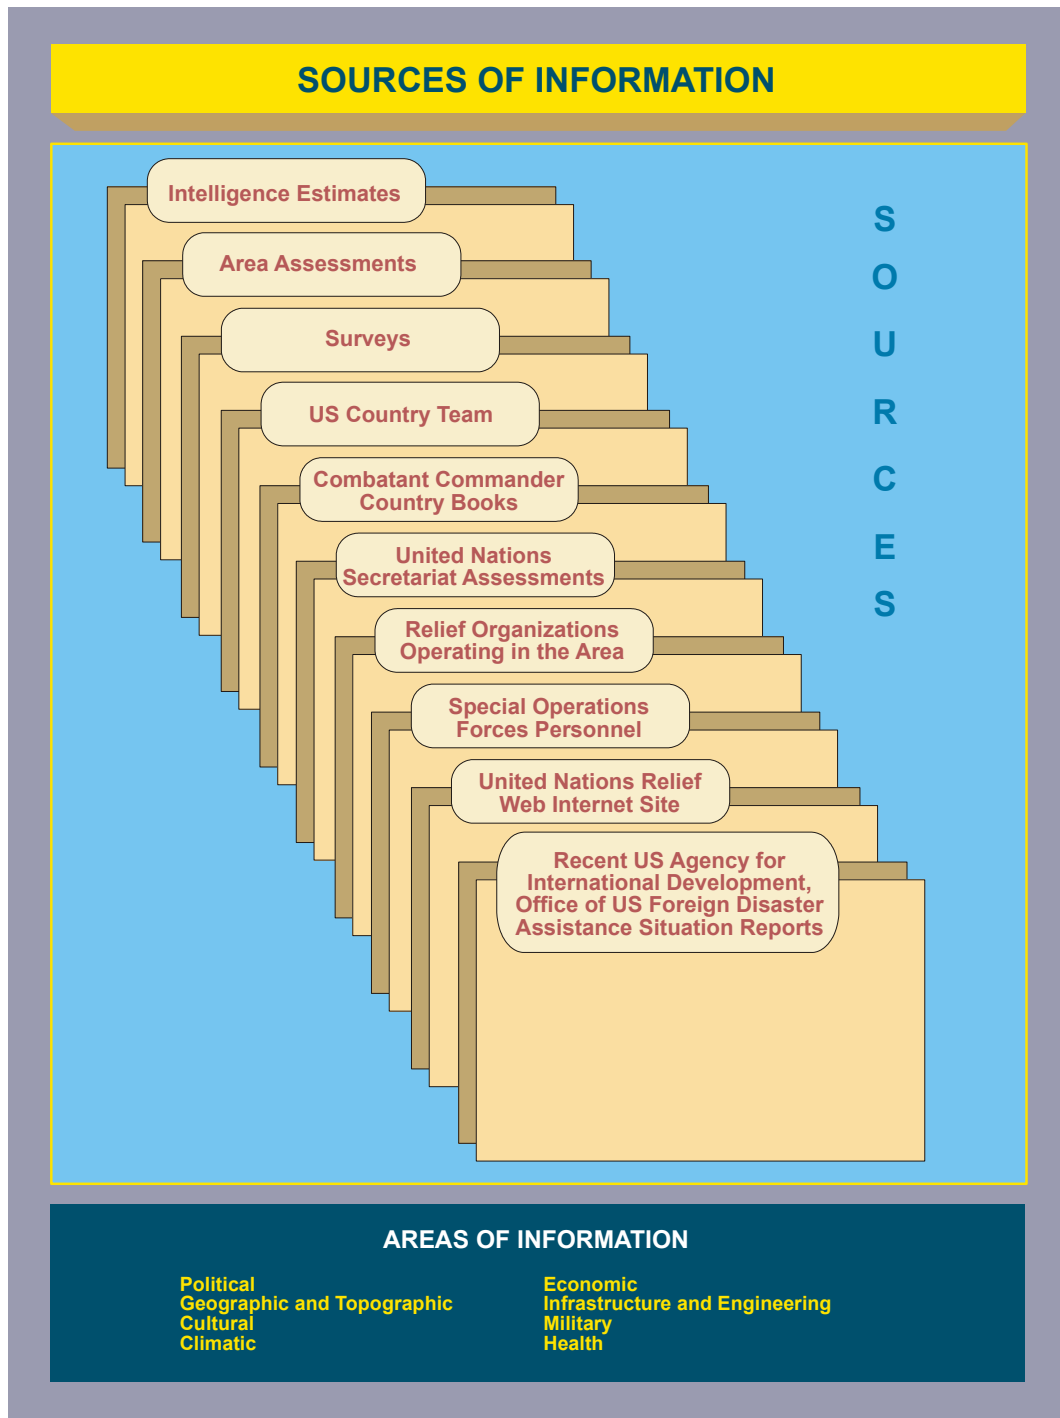 SOURCES OF INFORMATION
Intelligence Estimates
Area Assessments
Surveys
US Country Team
Combatant Commander
Country Books
United Nations
Secretariat Assessments
Relief Organizations
Operating in the Area
Special Operations
Forces Personnel
United Nations Relief
Web Internet Site
Recent US Agency for
International Development,
Office of US Foreign Disaster
Assistance Situation Reports
S
O
U
R
C
E
S
AREAS OF INFORMATION
Political
Geographic and Topographic
Cultural
Climatic
Economic
Infrastructure and Engineering
Military
Health